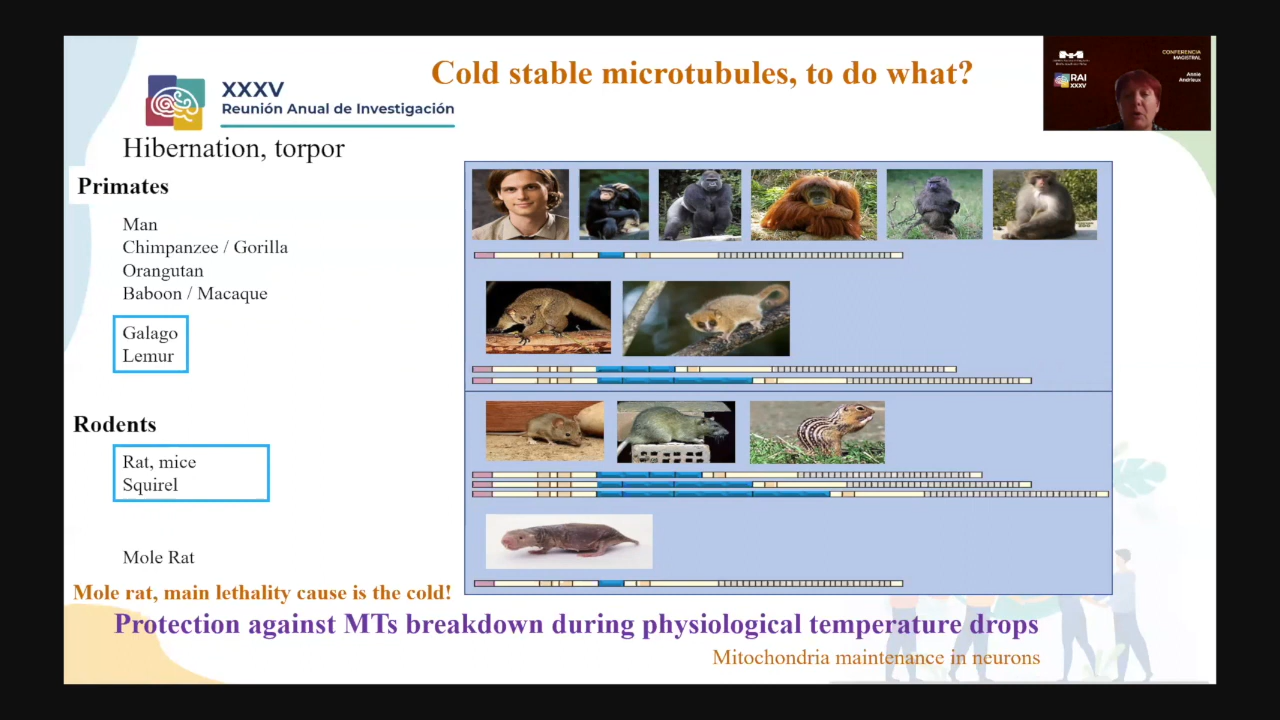 Cold stable microtubules, to do what?
XXXV
Reunión Anual de Investigación
CONFERENCIA
MAGISTRAL
RAI
XXXV
Annie
Andrieux
Hibernation, torpor
Primates
Man
Chimpanzee / Gorilla
Orangutan
Baboon / Macaque
Galago
Lemur
Rodents
Rat, mice
Squirel
Mole Rat
Mole rat, main lethality cause is the cold!
Protection against MTs breakdown during physiological temperature drops
Mitochondria maintenance in neurons